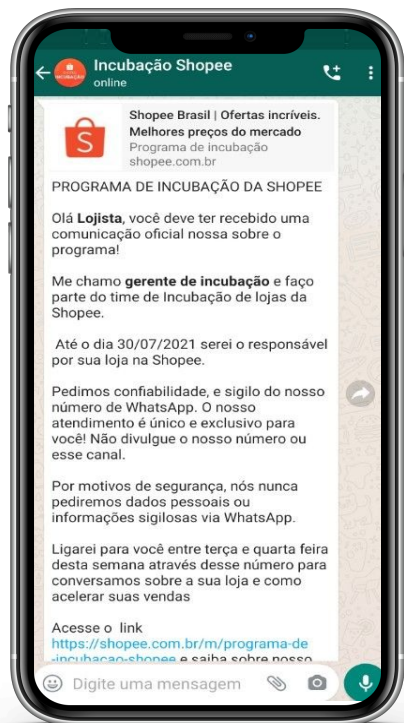 Incubação Shopee
online
Shopee Brasil | Ofertas incríveis.
Melhores preços do mercado
Programa de incubação
shopee.com.br
PROGRAMA DE INCUBAÇÃO DA SHOPEE
Olá Lojista, você deve ter recebido uma
comunicação oficial nossa sobre o
programa!
Me chamo gerente de incubação e faço
parte do time de Incubação de lojas da
Shopee.
Até o dia 30/07/2021 serei o responsável
por sua loja na Shopee.
Pedimos confiabilidade, e sigilo do nosso
número de WhatsApp. O nosso
atendimento é único e exclusivo para
você! Não divulgue o nosso número ou
esse canal.
Por motivos de segurança, nós nunca
pediremos dados pessoais ou
informações sigilosas via WhatsApp.
Ligarei para você entre terça e quarta feira
desta semana através desse número para
conversamos sobre a sua loja e como
acelerar suas vendas
Acesse o link
https://shopee.com.br/m/programa-de
-incubacao-shopee e saiba sobre nosso
Digite uma mensagem